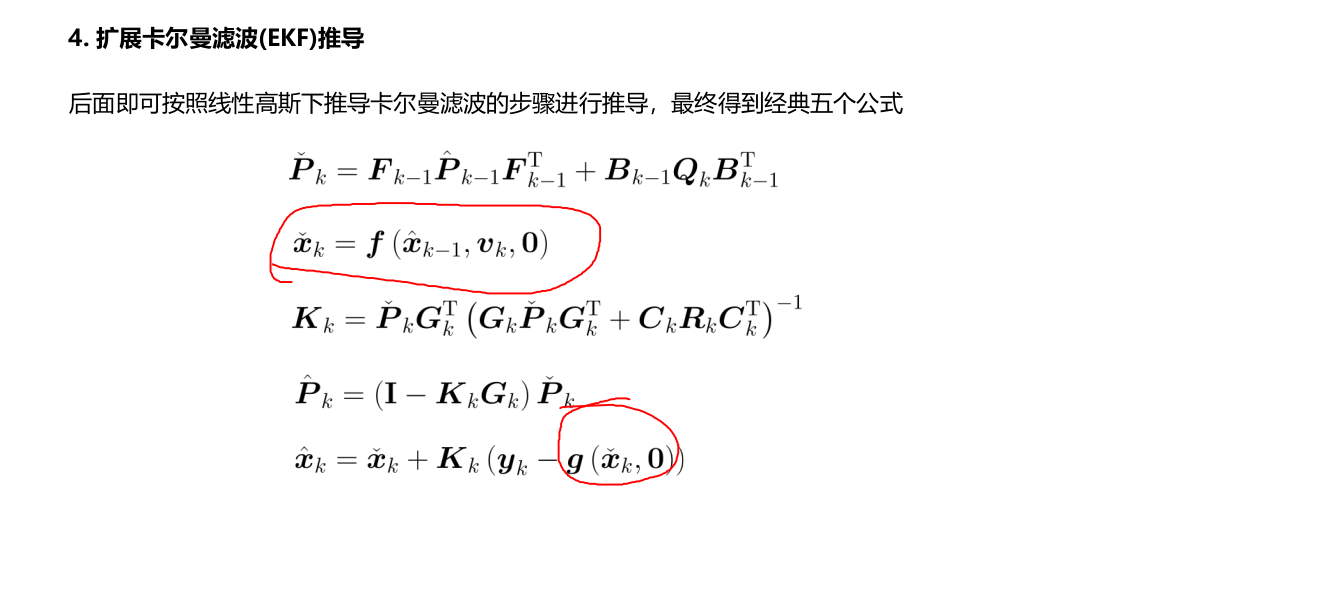 4. 扩展卡尔曼滤波(EKF)推导
后面即可按照线性高斯下推导卡尔曼滤波的步骤进行推导，最终得到经典五个公式
$\check{\boldsymbol{P}}_k = \boldsymbol{F}_{k-1}\hat{\boldsymbol{P}}_{k-1}\boldsymbol{F}_{k-1}^{\mathrm{T}} + \boldsymbol{B}_{k-1}\boldsymbol{Q}_k\boldsymbol{B}_{k-1}^{\mathrm{T}}$
$\check{\boldsymbol{x}}_k = \boldsymbol{f}\left(\hat{\boldsymbol{x}}_{k-1}, \boldsymbol{v}_k, \mathbf{0}\right)$
$\boldsymbol{K}_k = \check{\boldsymbol{P}}_k\boldsymbol{G}_k^{\mathrm{T}}\left(\boldsymbol{G}_k\check{\boldsymbol{P}}_k\boldsymbol{G}_k^{\mathrm{T}} + \boldsymbol{C}_k\boldsymbol{R}_k\boldsymbol{C}_k^{\mathrm{T}}\right)^{-1}$
$\hat{\boldsymbol{P}}_k = \left(\mathbf{I} - \boldsymbol{K}_k\boldsymbol{G}_k\right)\check{\boldsymbol{P}}_k$
$\hat{\boldsymbol{x}}_k = \check{\boldsymbol{x}}_k + \boldsymbol{K}_k\left(\boldsymbol{y}_k - \boldsymbol{g}\left(\check{\boldsymbol{x}}_k, \mathbf{0}\right)\right)$